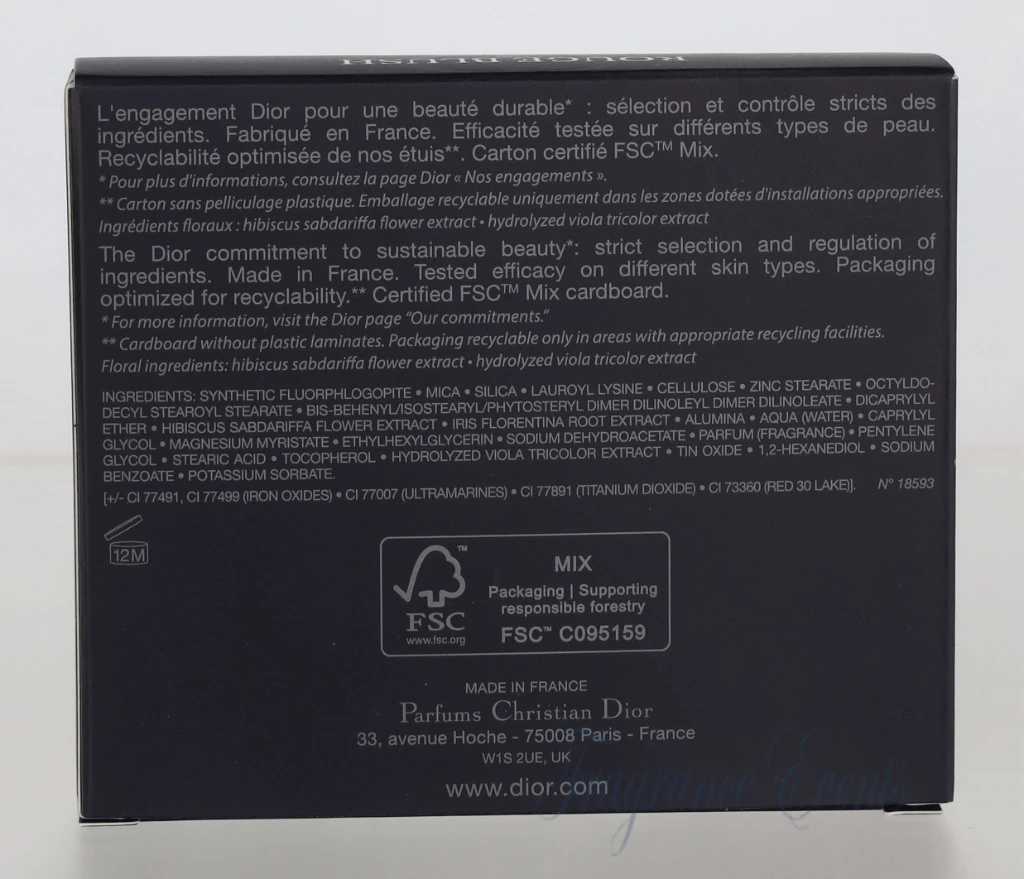 ROUGE BLUSH
L'engagement Dior pour une beauté durable* : sélection et contrôle stricts des
ingrédients. Fabriqué en France. Efficacité testée sur différents types de peau.
Recyclabilité optimisée de nos étuis**. Carton certifié FSC™ Mix.
* Pour plus d'informations, consultez la page Dior « Nos engagements ».
** Carton sans pelliculage plastique. Emballage recyclable uniquement dans les zones dotées d'installations appropriées.
Ingrédients floraux : hibiscus sabdariffa flower extract • hydrolyzed viola tricolor extract
The Dior commitment to sustainable beauty*: strict selection and regulation of
ingredients. Made in France. Tested efficacy on different skin types. Packaging
optimized for recyclability.** Certified FSC™ Mix cardboard.
* For more information, visit the Dior page "Our commitments."
** Cardboard without plastic laminates. Packaging recyclable only in areas with appropriate recycling facilities.
Floral ingredients: hibiscus sabdariffa flower extract • hydrolyzed viola tricolor extract
INGREDIENTS: SYNTHETIC FLUORPHLOGOPITE • MICA • SILICA • LAUROYL LYSINE • CELLULOSE • ZINC STEARATE • OCTYLDO-
DECYL STEAROYL STEARATE • BIS-BEHENYL/ISOSTEARYL/PHYTOSTERYL DIMER DILINOLEYL DIMER DILINOLEATE • DICAPRYLYL
ETHER • HIBISCUS SABDARIFFA FLOWER EXTRACT • IRIS FLORENTINA ROOT EXTRACT • ALUMINA • AQUA (WATER) • CAPRYLYL
GLYCOL • MAGNESIUM MYRISTATE • ETHYLHEXYLGLYCERIN • SODIUM DEHYDROACETATE • PARFUM (FRAGRANCE) • PENTYLENE
GLYCOL • STEARIC ACID • TOCOPHEROL • HYDROLYZED VIOLA TRICOLOR EXTRACT • TIN OXIDE • 1,2-HEXANEDIOL • SODIUM
BENZOATE • POTASSIUM SORBATE.
[+/- CI 77491, CI 77499 (IRON OXIDES) • CI 77007 (ULTRAMARINES) • CI 77891 (TITANIUM DIOXIDE) • CI 73360 (RED 30 LAKE)]. N° 18593
12M
FSC™
www.fsc.org
MIX
Packaging | Supporting
responsible forestry
FSC™ C095159
MADE IN FRANCE
Parfums Christian Dior
33, avenue Hoche - 75008 Paris - France
W1S 2UE, UK
www.dior.com
Fragrance Events